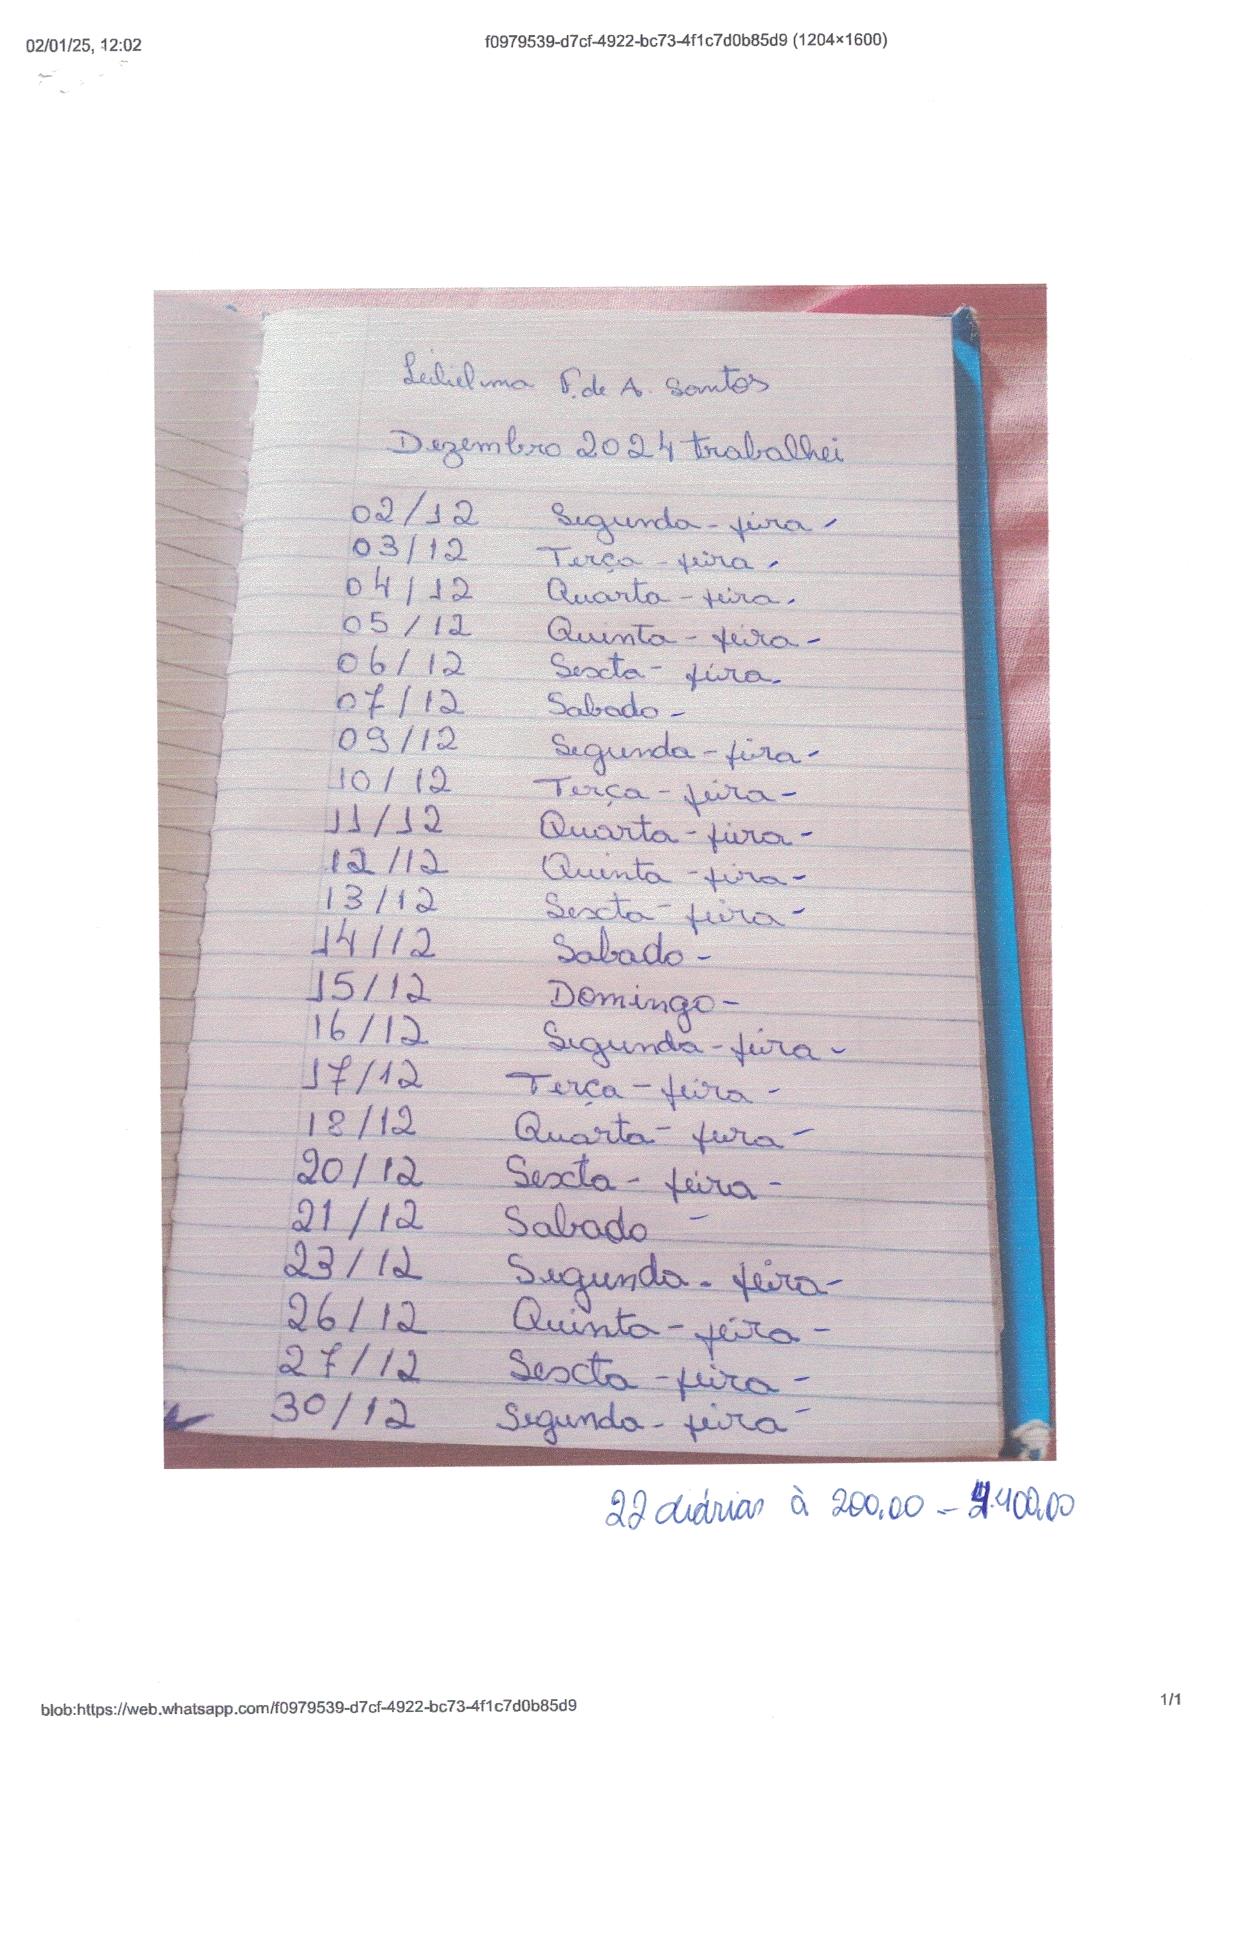 02/01/25, 12:02 f0979539-d7cf-4922-bc73-4f1c7d0b85d9 (1204×1600)
Leilielma F. de A. Santos
Dezembro 2024 trabalhei
02/12 Segunda-feira -
03/12 Terça-feira -
04/12 Quarta-feira -
05/12 Quinta-feira -
06/12 Sexta-feira -
07/12 Sabado -
09/12 Segunda-feira -
10/12 Terça-feira -
11/12 Quarta-feira -
12/12 Quinta-feira -
13/12 Sexta-feira -
14/12 Sabado -
15/12 Domingo -
16/12 Segunda-feira -
17/12 Terça-feira -
18/12 Quarta-feira -
20/12 Sexta-feira -
21/12 Sabado -
23/12 Segunda-feira -
26/12 Quinta-feira -
27/12 Sexta-feira -
30/12 Segunda-feira -
22 diárias à 200,00 - 4.400,00
blob:https://web.whatsapp.com/f0979539-d7cf-4922-bc73-4f1c7d0b85d9 1/1